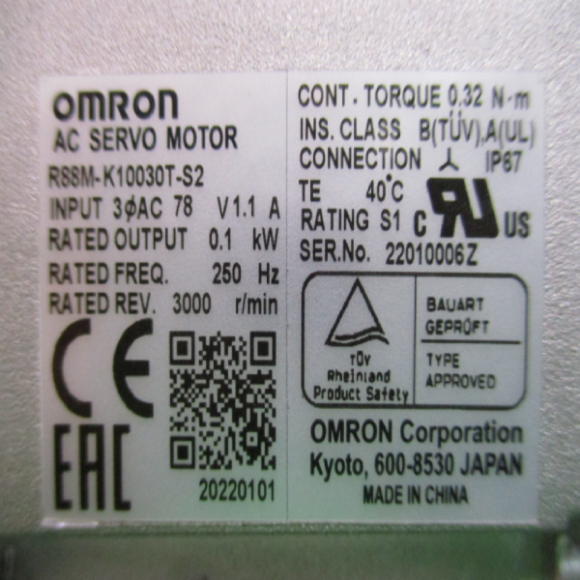 OMRON
AC SERVO MOTOR
R88M-K10030T-S2
INPUT 3ϕAC 78 V 1.1 A
RATED OUTPUT 0.1 kW
RATED FREQ. 250 Hz
RATED REV. 3000 r/min
CE
EAC
20220101
CONT. TORQUE 0.32 N·m
INS. CLASS B(TÜV),A(UL)
CONNECTION IP67
TE 40°C
RATING S1 c RU US
SER.No. 22010006Z
TÜV
Rheinland
Product Safety
BAUART
GEPRÜFT
TYPE
APPROVED
OMRON Corporation
Kyoto, 600-8530 JAPAN
MADE IN CHINA